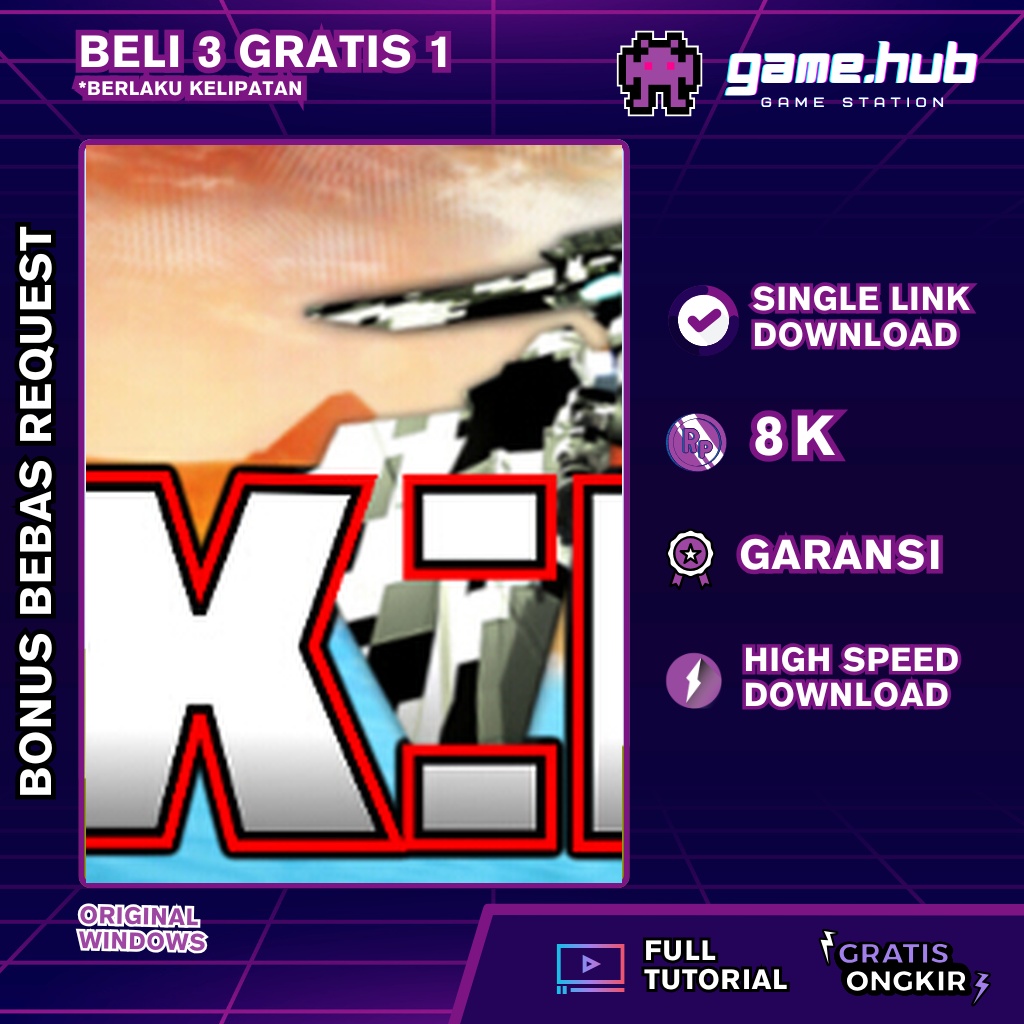 BELI 3 GRATIS 1
*BERLAKU KELIPATAN
game.hub
GAME STATION
BONUS BEBAS REQUEST
K:
SINGLE LINK
DOWNLOAD
Rp
8K
GARANSI
HIGH SPEED
DOWNLOAD
ORIGINAL
WINDOWS
FULL
TUTORIAL
GRATIS
ONGKIR